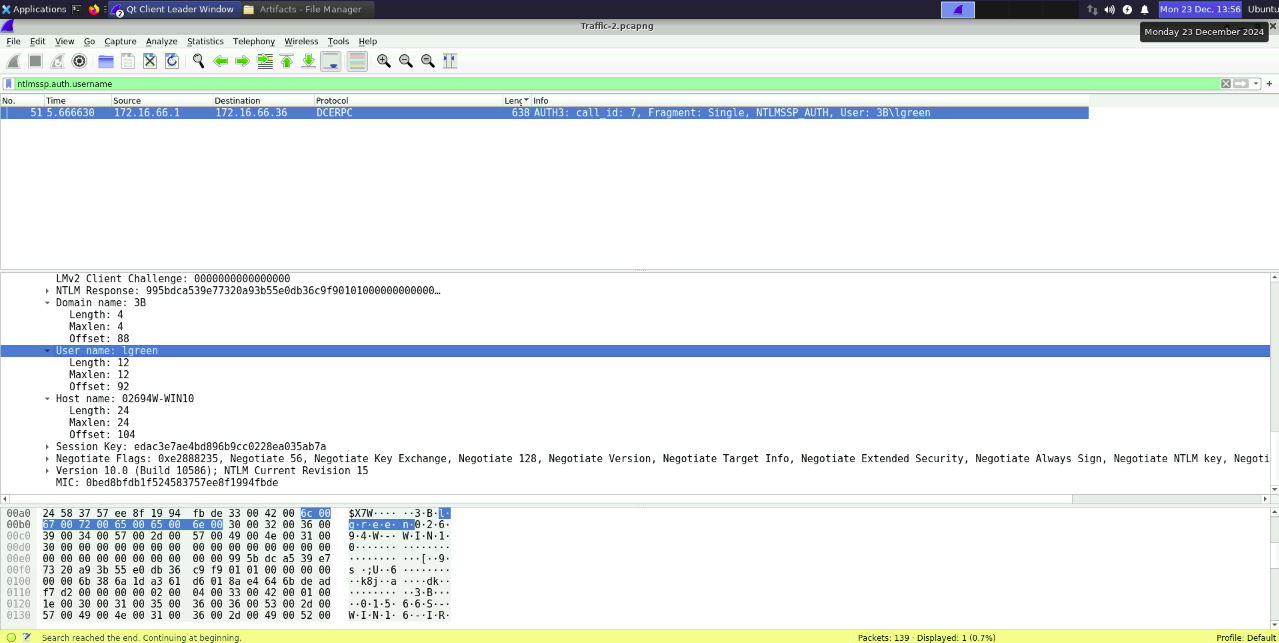 Applications Qt Client Leader Window Artifacts - File Manager Mon 23 Dec, 13:56 Ubuntu
Traffic-2.pcapng
Monday 23 December 2024
File Edit View Go Capture Analyze Statistics Telephony Wireless Tools Help
ntlmssp.auth.username
No. Time Source Destination Protocol Leng Info
51 5.666630 172.16.66.1 172.16.66.36 DCERPC 638 AUTH3: call_id: 7, Fragment: Single, NTLMSSP_AUTH, User: 3B\lgreen
LMv2 Client Challenge: 0000000000000000
NTLM Response: 995bdca539e77320a93b55e0db36c9f90101000000000000…
Domain name: 3B
Length: 4
Maxlen: 4
Offset: 88
User name: lgreen
Length: 12
Maxlen: 12
Offset: 92
Host name: 02694W-WIN10
Length: 24
Maxlen: 24
Offset: 104
Session Key: edac3e7ae4bd896b9cc0228ea035ab7a
Negotiate Flags: 0xe2888235, Negotiate 56, Negotiate Key Exchange, Negotiate 128, Negotiate Version, Negotiate Target Info, Negotiate Extended Security, Negotiate Always Sign, Negotiate NTLM key, Negoti
Version 10.0 (Build 10586); NTLM Current Revision 15
MIC: 0bed8bfdb1f524583757ee8f1994fbde
00a0 24 58 37 57 ee 8f 19 94 fb de 33 00 42 00 6c 00 $X7W···· ··3·B·l·
00b0 67 00 72 00 65 00 65 00 6e 00 30 00 32 00 36 00 g·r·e·e· n·0·2·6·
00c0 39 00 34 00 57 00 2d 00 57 00 49 00 4e 00 31 00 9·4·W·-· W·I·N·1·
00d0 30 00 00 00 00 00 00 00 00 00 00 00 00 00 00 00 0······· ········
00e0 00 00 00 00 00 00 00 00 00 00 99 5b dc a5 39 e7 ········ ···[··9·
00f0 73 20 a9 3b 55 e0 db 36 c9 f9 01 01 00 00 00 00 s ·;U··6 ········
0100 00 00 6b 38 6a 1d a3 61 d6 01 8a e4 64 6b de ad ··k8j··a ····dk··
0110 f7 d2 00 00 00 00 02 00 04 00 33 00 42 00 01 00 ········ ··3·B···
0120 1e 00 30 00 31 00 35 00 36 00 36 00 53 00 2d 00 ··0·1·5· 6·6·S·-·
0130 57 00 49 00 4e 00 31 00 36 00 2d 00 49 00 52 00 W·I·N·1· 6·-·I·R·
Search reached the end. Continuing at beginning. Packets: 139 · Displayed: 1 (0.7%) Profile: Default